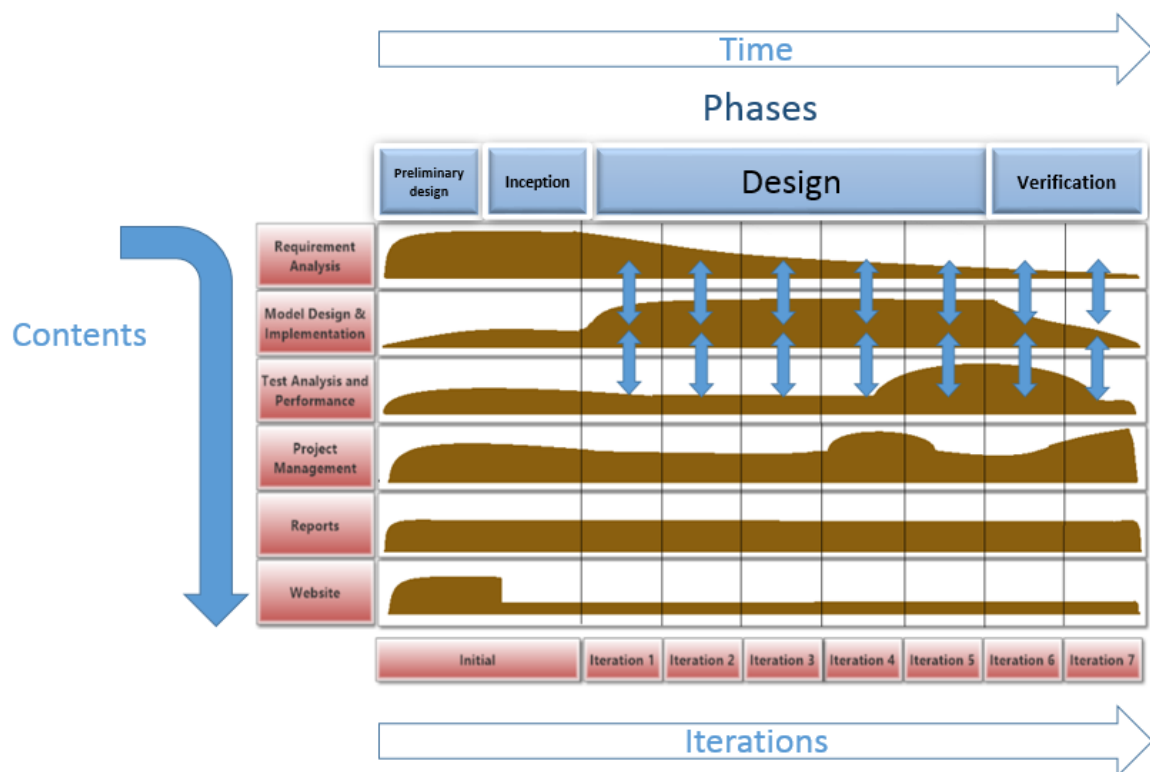 Time
Phases
Preliminary
design
Inception
Design
Verification
Contents
Requirement
Analysis
Model Design &
Implementation
Test Analysis and
Performance
Project
Management
Reports
Website
Initial
Iteration 1
Iteration 2
Iteration 3
Iteration 4
Iteration 5
Iteration 6
Iteration 7
Iterations